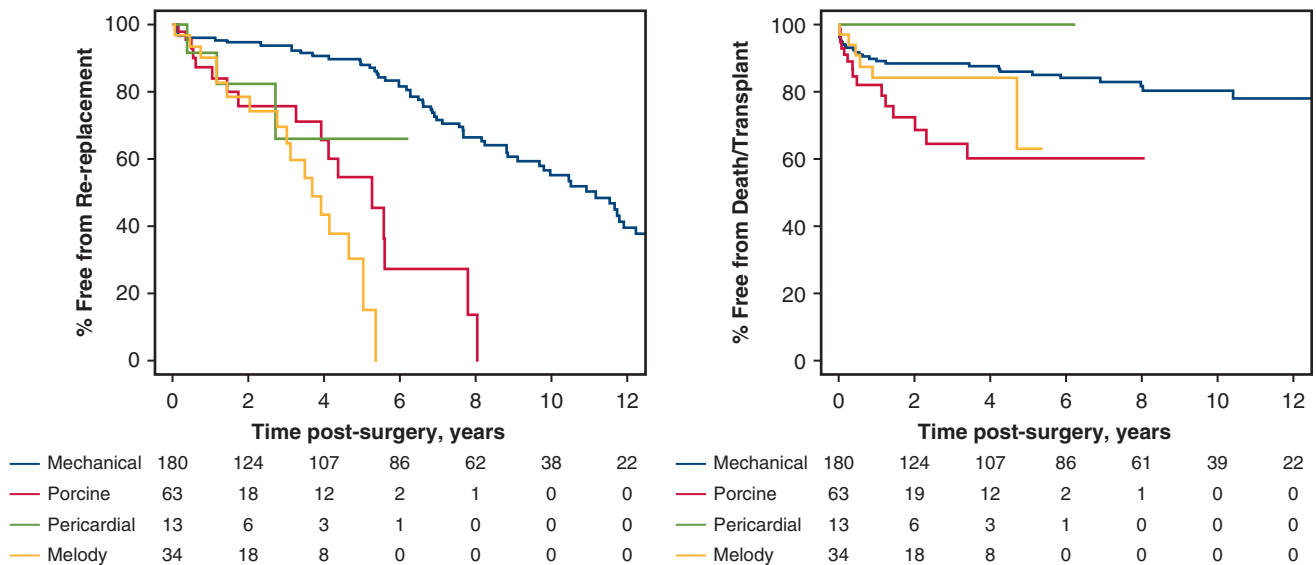 % Free from Re-replacement
100
80
60
40
20
0
0 2 4 6 8 10 12
Time post-surgery, years
Mechanical 180 124 107 86 62 38 22
Porcine 63 18 12 2 1 0 0
Pericardial 13 6 3 1 0 0 0
Melody 34 18 8 0 0 0 0
% Free from Death/Transplant
100
80
60
40
20
0
0 2 4 6 8 10 12
Time post-surgery, years
Mechanical 180 124 107 86 61 39 22
Porcine 63 19 12 2 1 0 0
Pericardial 13 6 3 1 0 0 0
Melody 34 18 8 0 0 0 0